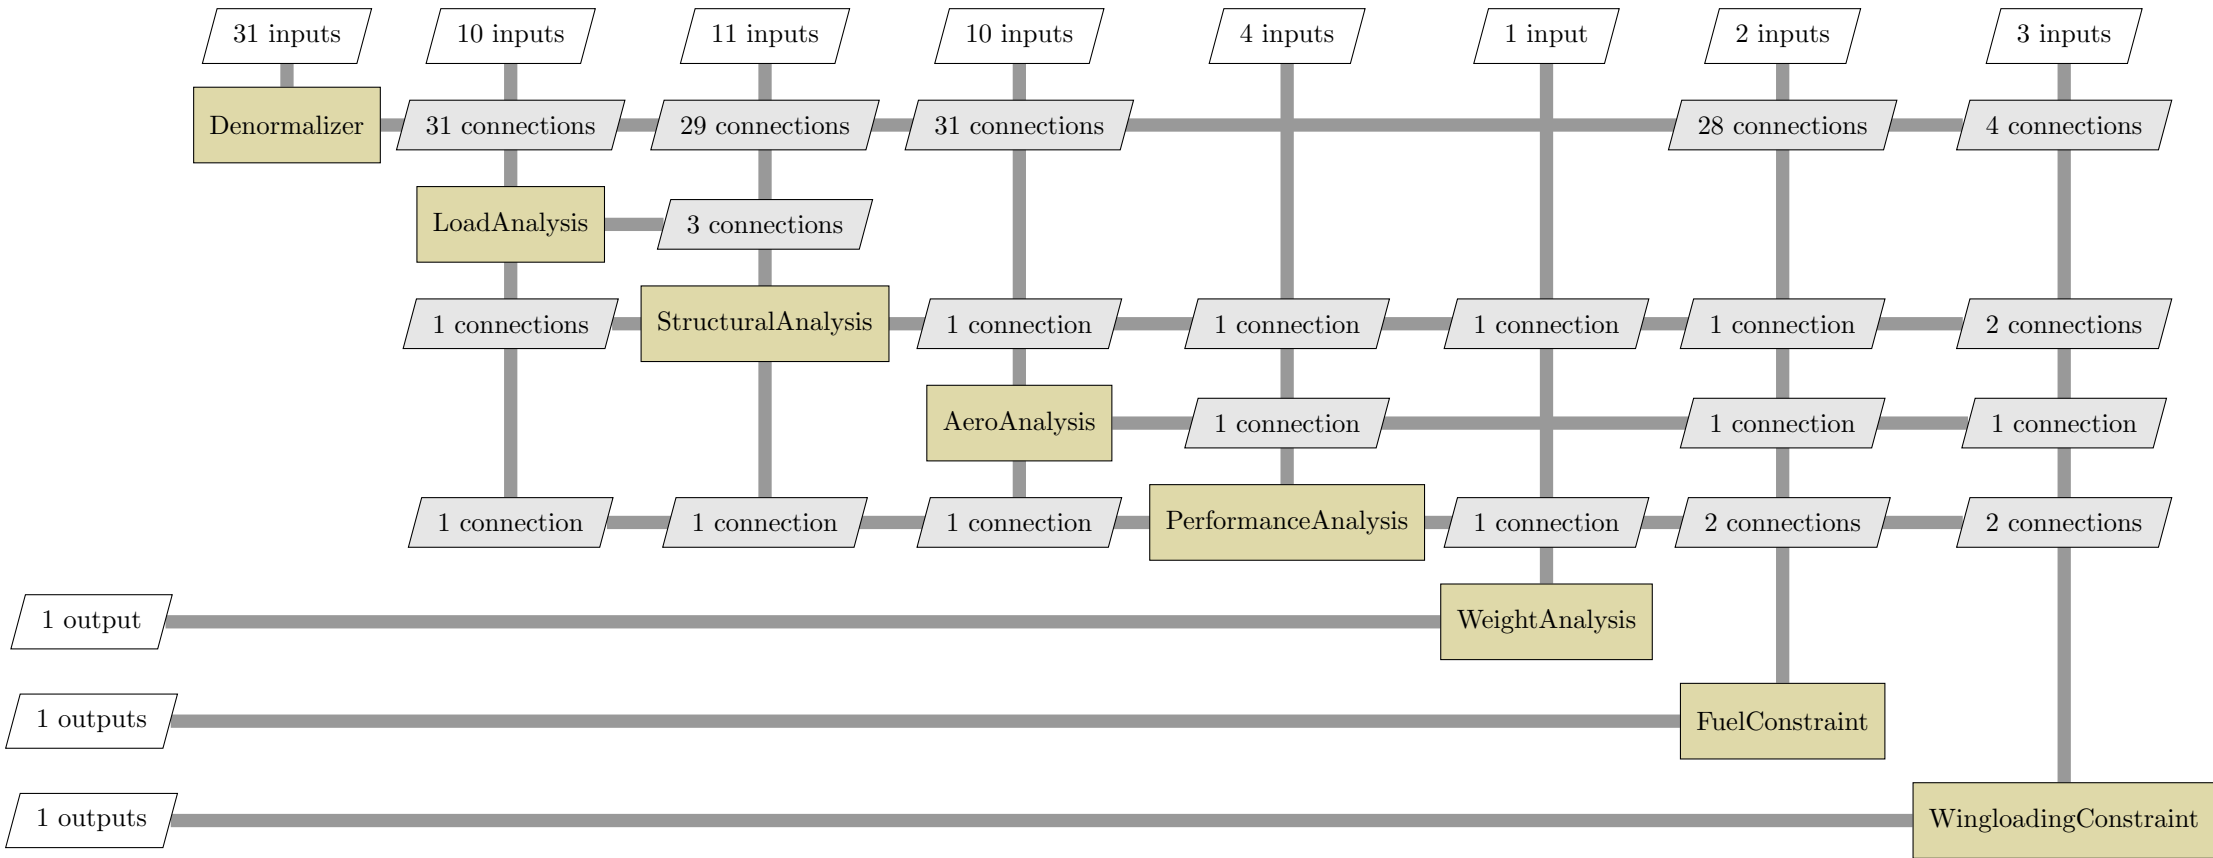 31 inputs
10 inputs
11 inputs
10 inputs
4 inputs
1 input
2 inputs
3 inputs
Denormalizer
31 connections
29 connections
31 connections
28 connections
4 connections
LoadAnalysis
3 connections
1 connections
StructuralAnalysis
1 connection
1 connection
1 connection
1 connection
2 connections
AeroAnalysis
1 connection
1 connection
1 connection
1 connection
1 connection
1 connection
PerformanceAnalysis
1 connection
2 connections
2 connections
1 output
WeightAnalysis
1 outputs
FuelConstraint
1 outputs
WingloadingConstraint